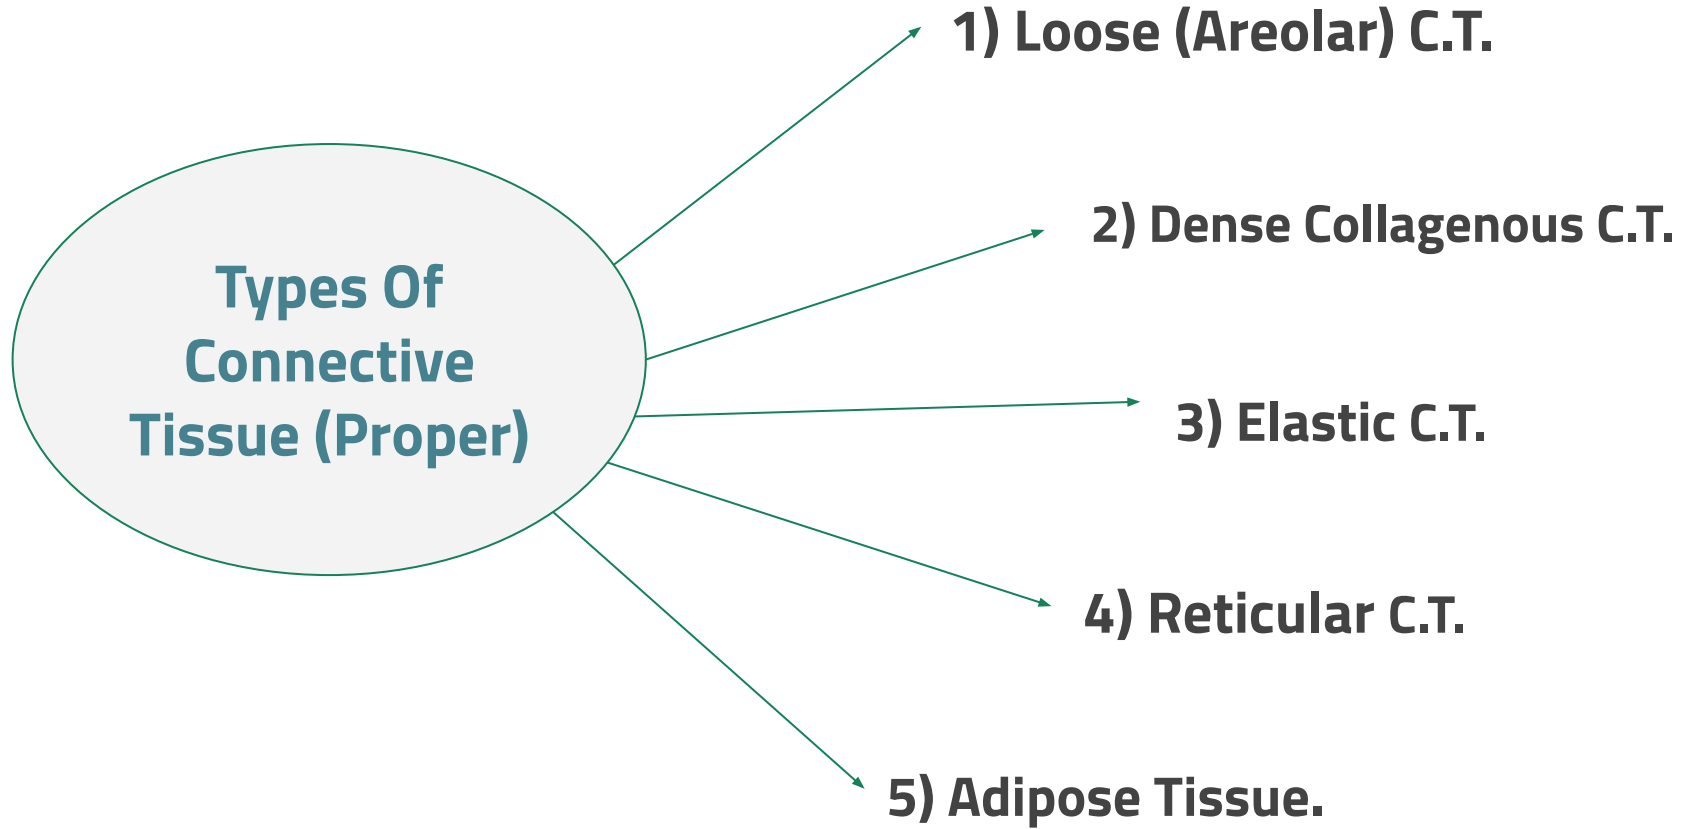 Types Of
Connective
Tissue (Proper)
1) Loose (Areolar) C.T.
2) Dense Collagenous C.T.
3) Elastic C.T.
4) Reticular C.T.
5) Adipose Tissue.